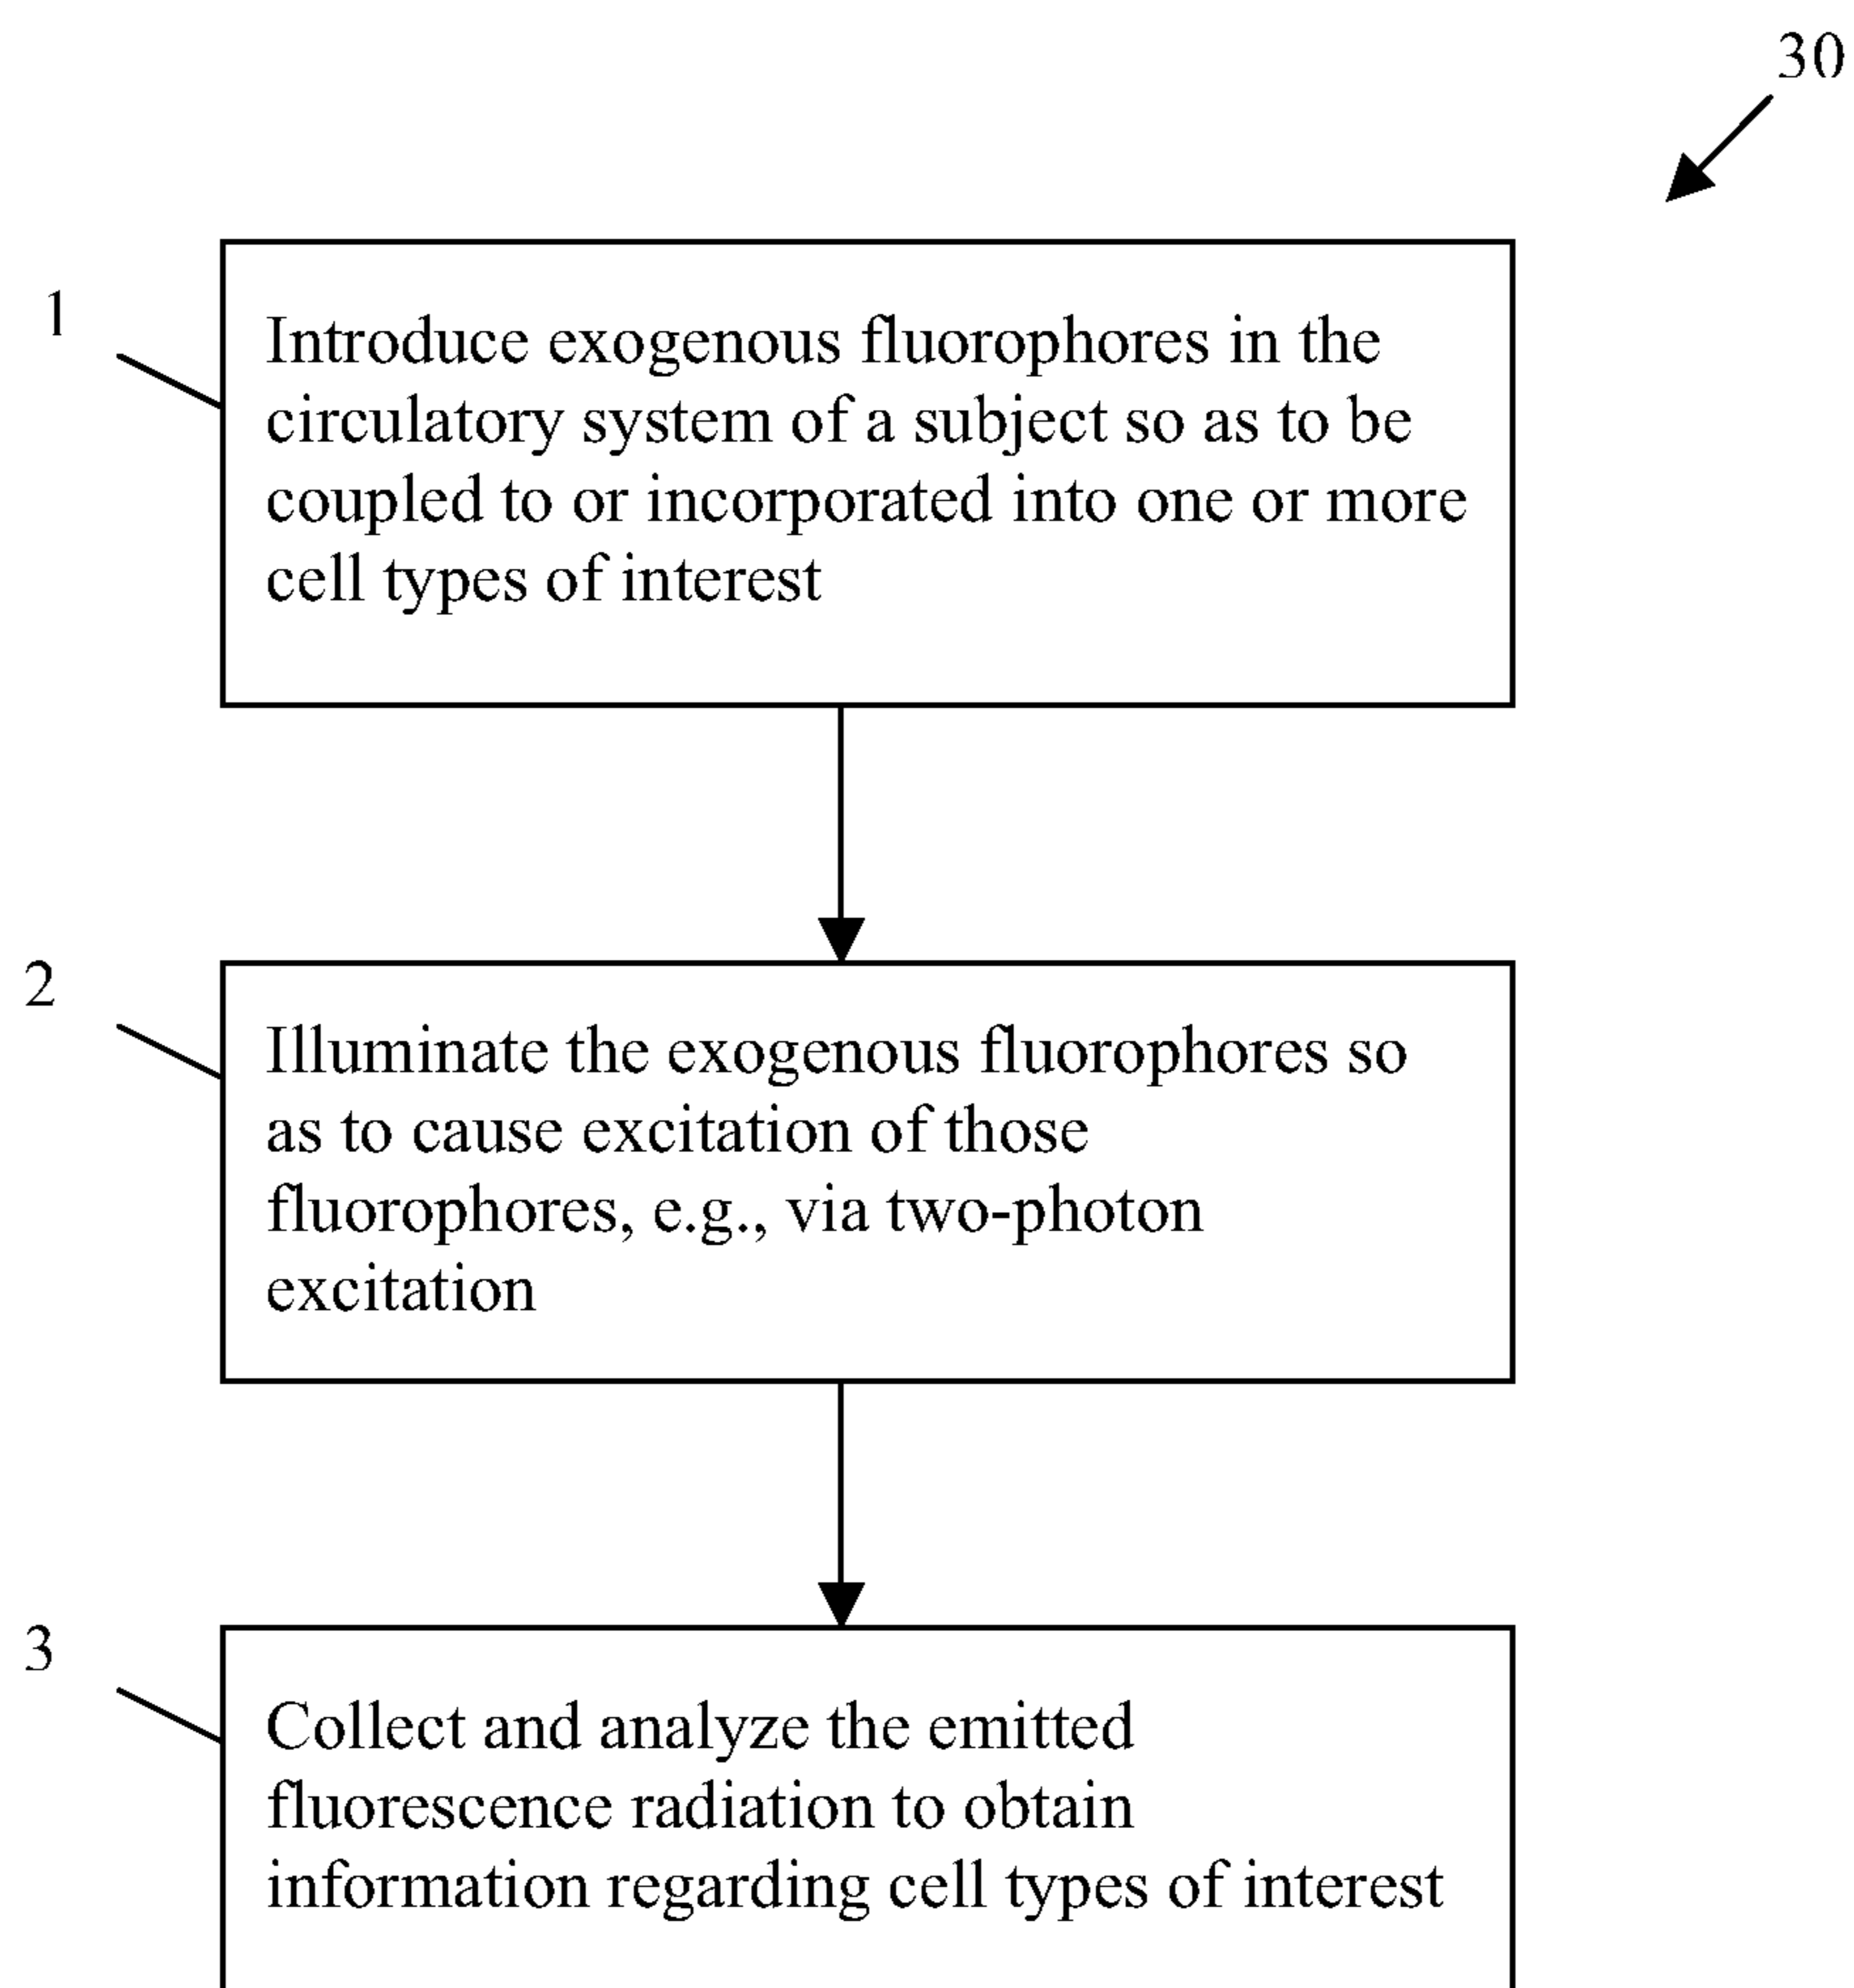 30
1
Introduce exogenous fluorophores in the
circulatory system of a subject so as to be
coupled to or incorporated into one or more
cell types of interest
2
Illuminate the exogenous fluorophores so
as to cause excitation of those
fluorophores, e.g., via two-photon
excitation
3
Collect and analyze the emitted
fluorescence radiation to obtain
information regarding cell types of interest